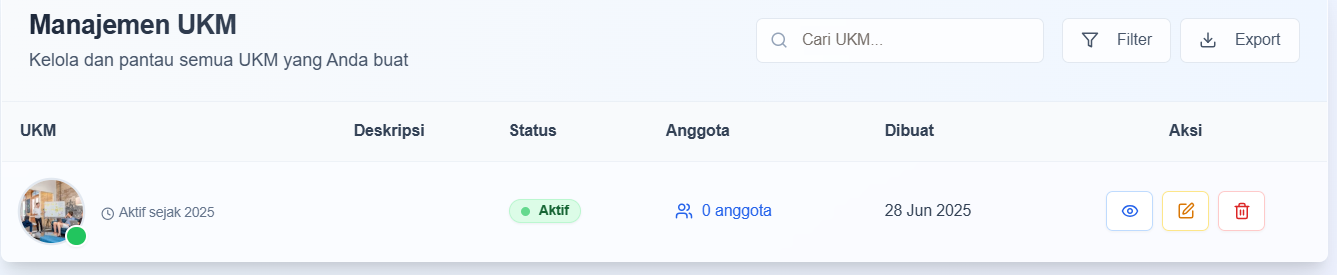 Manajemen UKM
Kelola dan pantau semua UKM yang Anda buat
Cari UKM...
Filter
Export
UKM Deskripsi Status Anggota Dibuat Aksi
Aktif sejak 2025 Aktif 0 anggota 28 Jun 2025